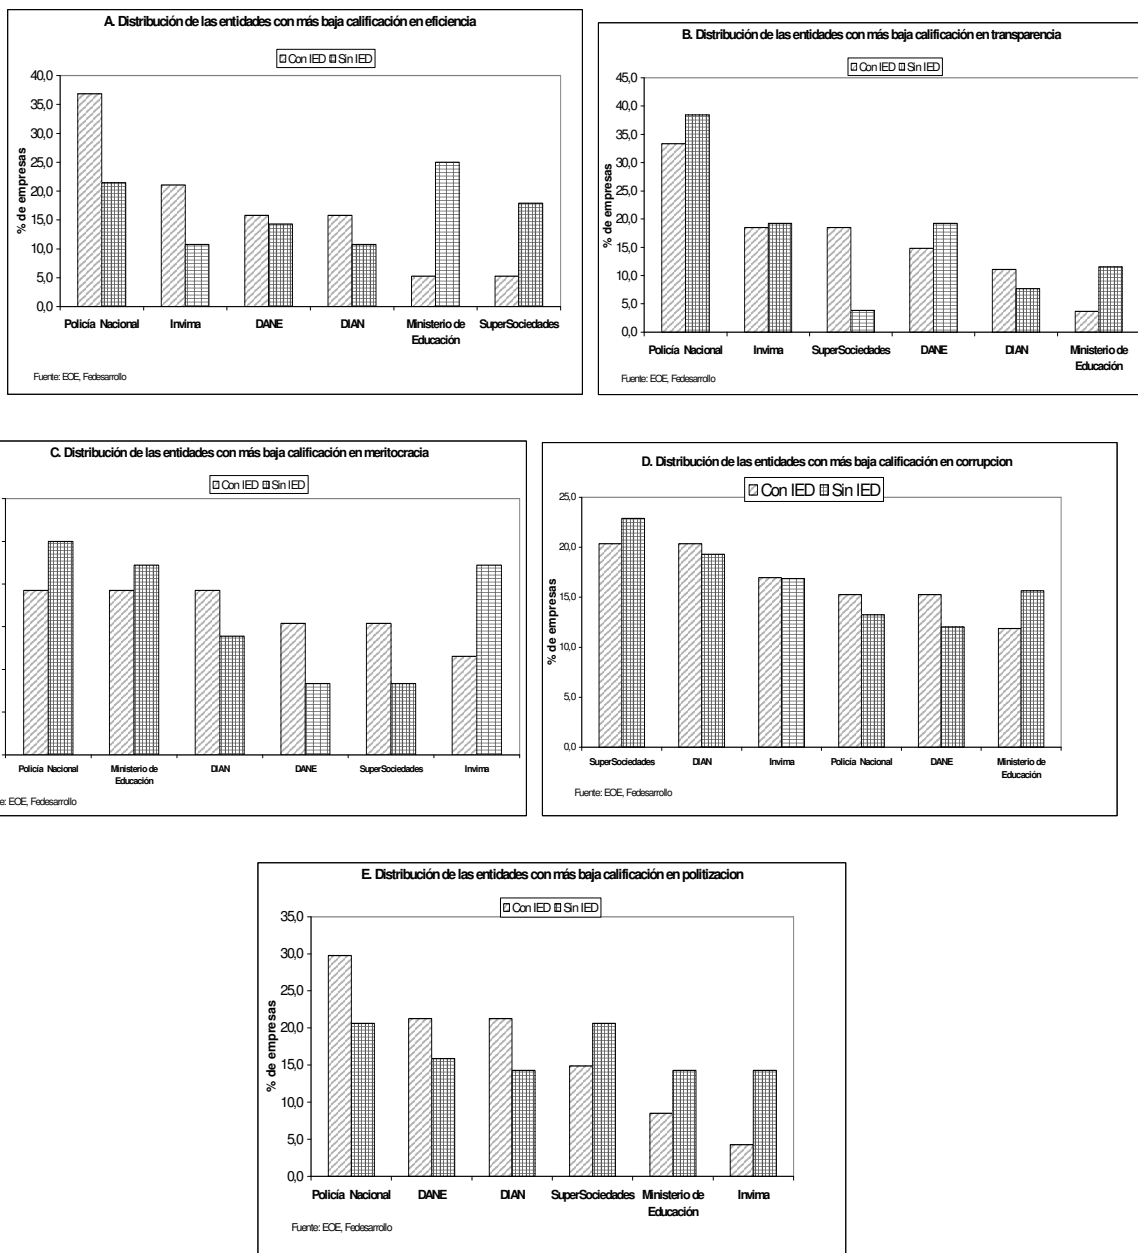 A. Distribución de las entidades con más baja calificación en eficiencia
Con IED Sin IED
40,0
35,0
30,0
25,0
20,0
15,0
10,0
5,0
0,0
% de empresas
Policía Nacional Invima DANE DIAN Ministerio de SuperSociedades
Educación
Fuente: EOE, Fedesarrollo
B. Distribución de las entidades con más baja calificación en transparencia
Con IED Sin IED
45,0
40,0
35,0
30,0
25,0
20,0
15,0
10,0
5,0
0,0
% de empresas
Policía Nacional Invima SuperSociedades DANE DIAN Ministerio de
Educación
Fuente: EOE, Fedesarrollo
C. Distribución de las entidades con más baja calificación en meritocracia
Con IED Sin IED
Policía Nacional Ministerio de DIAN DANE SuperSociedades Invima
Educación
e: EOE, Fedesarrollo
D. Distribución de las entidades con más baja calificación en corrupcion
Con IED Sin IED
25,0
20,0
15,0
10,0
5,0
0,0
% de empresas
SuperSociedades DIAN Invima Policía Nacional DANE Ministerio de
Educación
Fuente: EOE, Fedesarrollo
E. Distribución de las entidades con más baja calificación en politizacion
Con IED Sin IED
35,0
30,0
25,0
20,0
15,0
10,0
5,0
0,0
% de empresas
Policía Nacional DANE DIAN SuperSociedades Ministerio de Invima
Educación
Fuente: EOE, Fedesarrollo